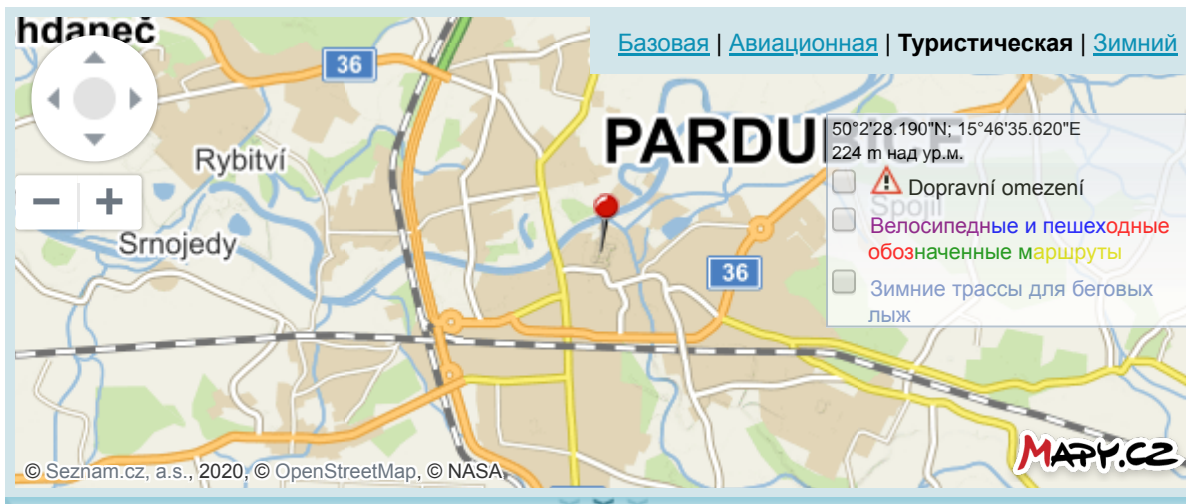 hdaneč
36
Базовая | Авиационная | Туристическая | Зимний
PARDUBICE
50°2'28.190"N; 15°46'35.620"E
224 m над ур.м.
Rybitví
Dopravní omezení
Spojil
Велосипедные и пешеходные
обозначенные маршруты
Srnojedy
36
Зимние трассы для беговых
лыж
MAPY.CZ
© Seznam.cz, a.s., 2020, © OpenStreetMap, © NASA